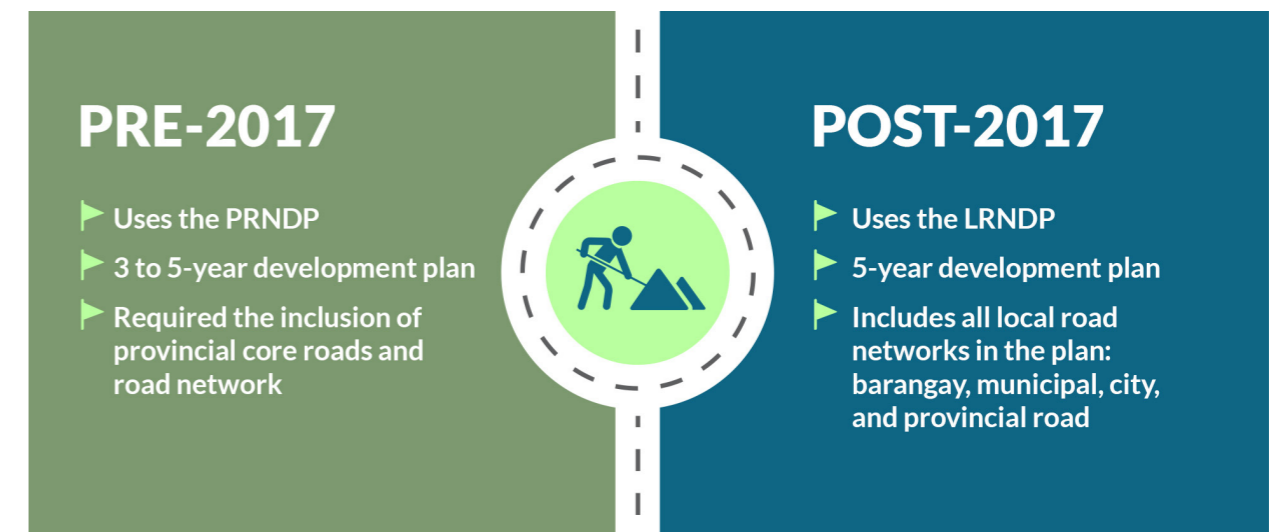 PRE-2017
Uses the PRNDP
3 to 5-year development plan
Required the inclusion of
provincial core roads and
road network
POST-2017
Uses the LRNDP
5-year development plan
Includes all local road
networks in the plan:
barangay, municipal, city,
and provincial road